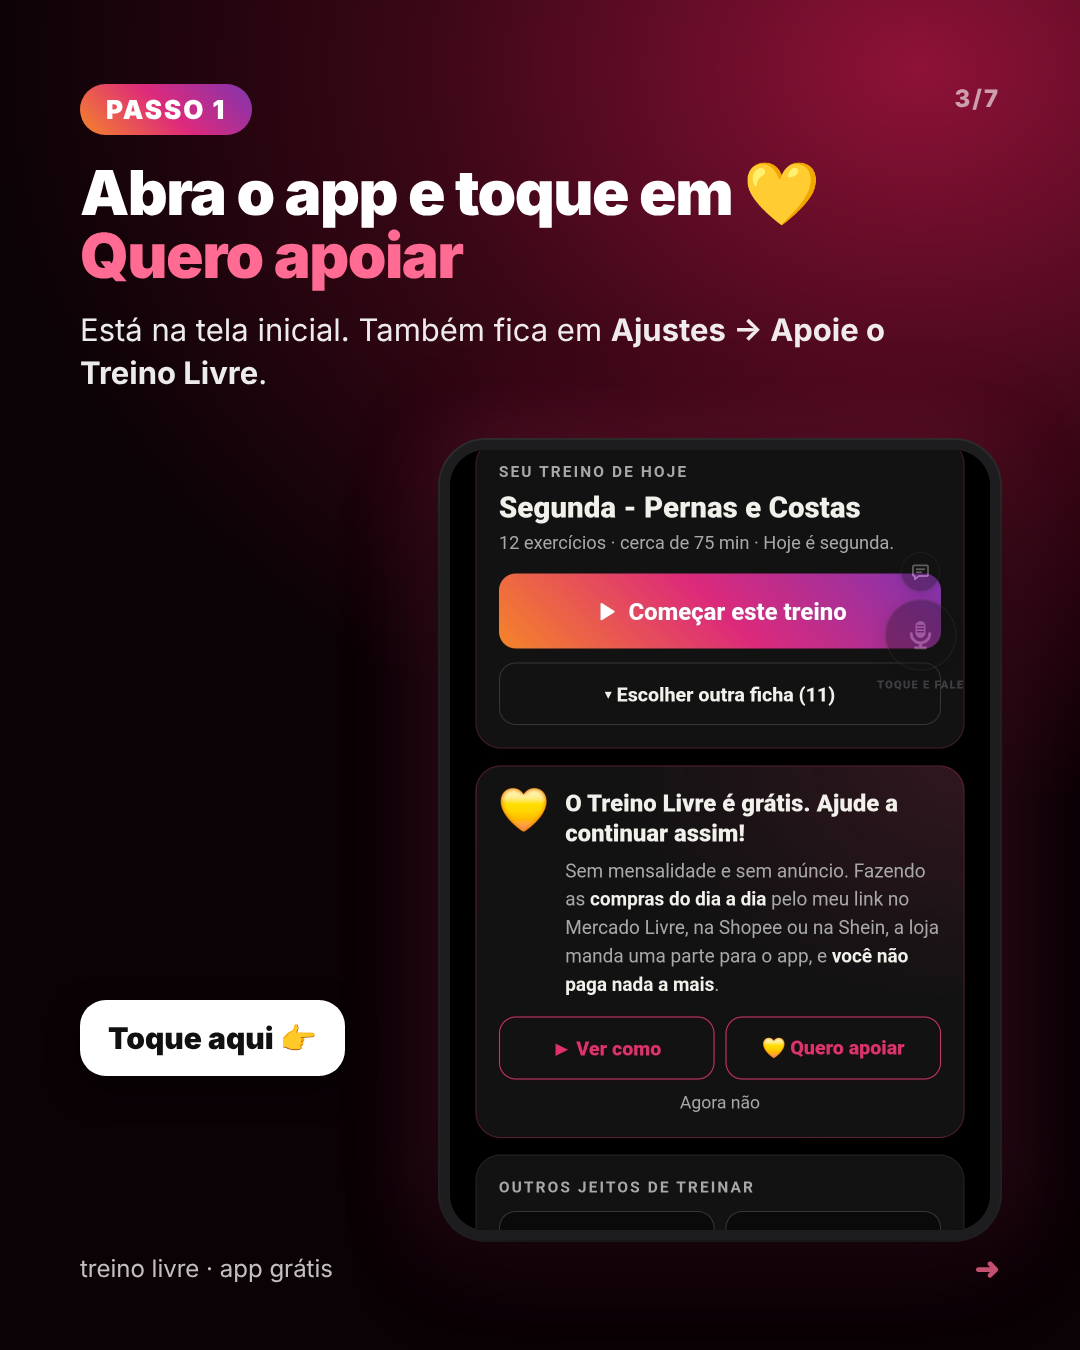 PASSO 1
3/7
Abra o app e toque em 💛
Quero apoiar
Está na tela inicial. Também fica em Ajustes → Apoie o
Treino Livre.
SEU TREINO DE HOJE
Segunda - Pernas e Costas
12 exercícios · cerca de 75 min · Hoje é segunda.
▶ Começar este treino
TOQUE E FALE
▾ Escolher outra ficha (11)
💛 O Treino Livre é grátis. Ajude a
continuar assim!
Sem mensalidade e sem anúncio. Fazendo
as compras do dia a dia pelo meu link no
Mercado Livre, na Shopee ou na Shein, a loja
manda uma parte para o app, e você não
paga nada a mais.
Toque aqui 👉
▶ Ver como
💛 Quero apoiar
Agora não
OUTROS JEITOS DE TREINAR
treino livre · app grátis
➜